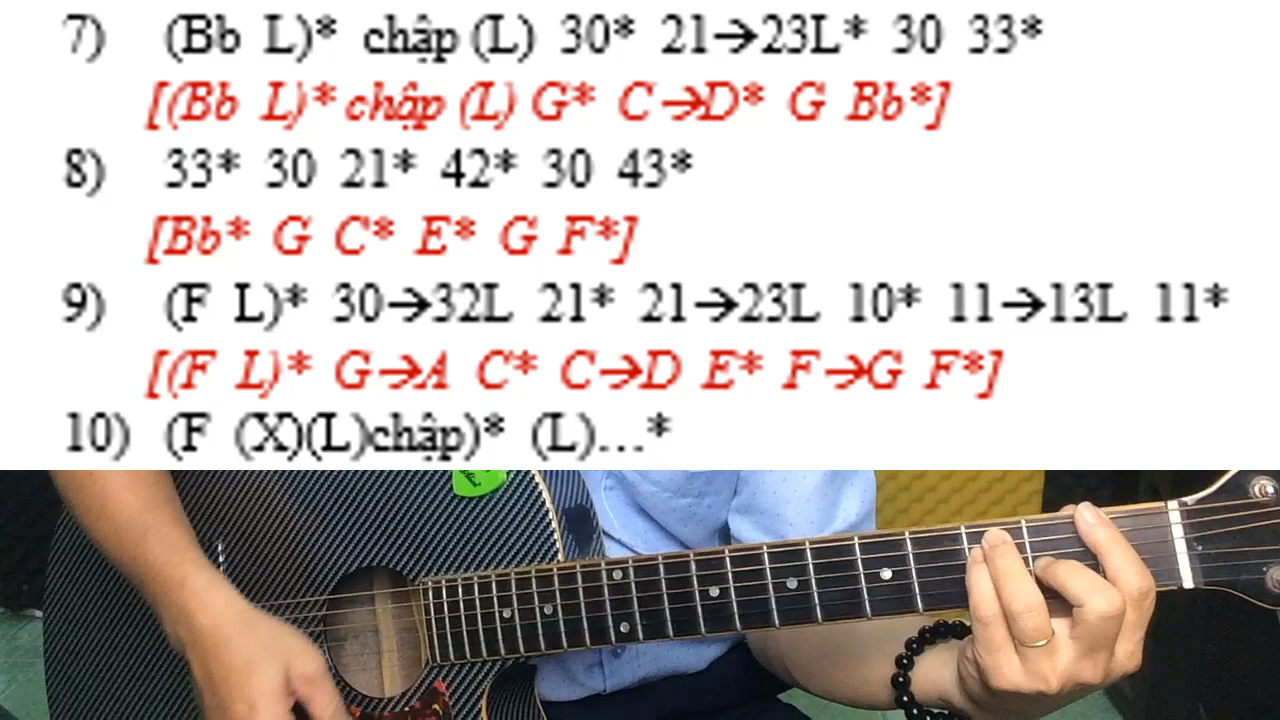 7) (Bb L)* chập (L) 30* 21→23L* 30 33*
[(Bb L)* chập (L) G* C→D* G Bb*]
8) 33* 30 21* 42* 30 43*
[Bb* G C* E* G F*]
9) (F L)* 30→32L 21* 21→23L 10* 11→13L 11*
[(F L)* G→A C* C→D E* F→G F*]
10) (F (X)(L)chập)* (L)…*